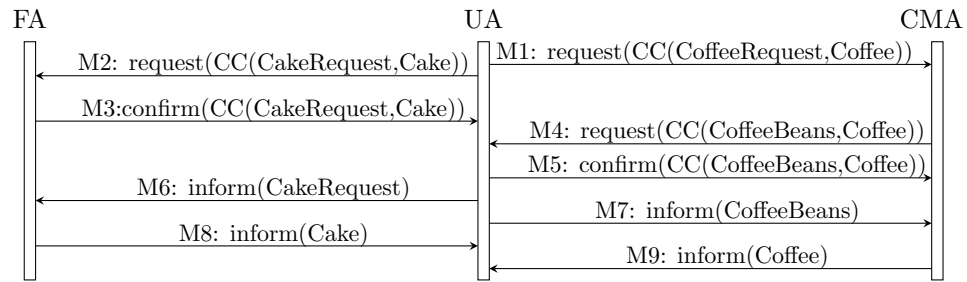 FA UA CMA
M1: request(CC(CoffeeRequest,Coffee))
M2: request(CC(CakeRequest,Cake))
M3:confirm(CC(CakeRequest,Cake))
M4: request(CC(CoffeeBeans,Coffee))
M5: confirm(CC(CoffeeBeans,Coffee))
M6: inform(CakeRequest)
M7: inform(CoffeeBeans)
M8: inform(Cake)
M9: inform(Coffee)